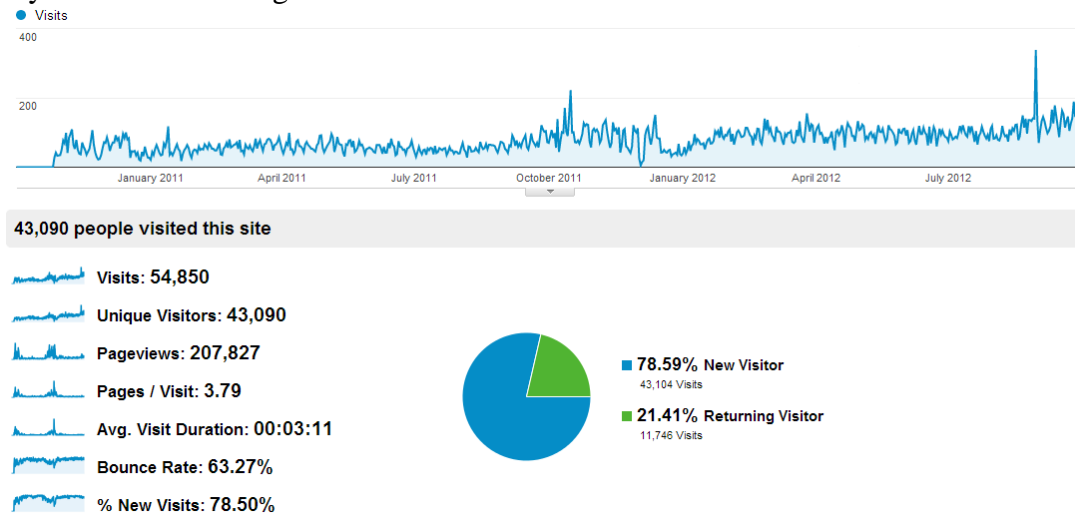 Visits
400
200
January 2011 April 2011 July 2011 October 2011 January 2012 April 2012 July 2012
43,090 people visited this site
Visits: 54,850
Unique Visitors: 43,090
Pageviews: 207,827
Pages / Visit: 3.79
Avg. Visit Duration: 00:03:11
Bounce Rate: 63.27%
% New Visits: 78.50%
78.59% New Visitor
43,104 Visits
21.41% Returning Visitor
11,746 Visits